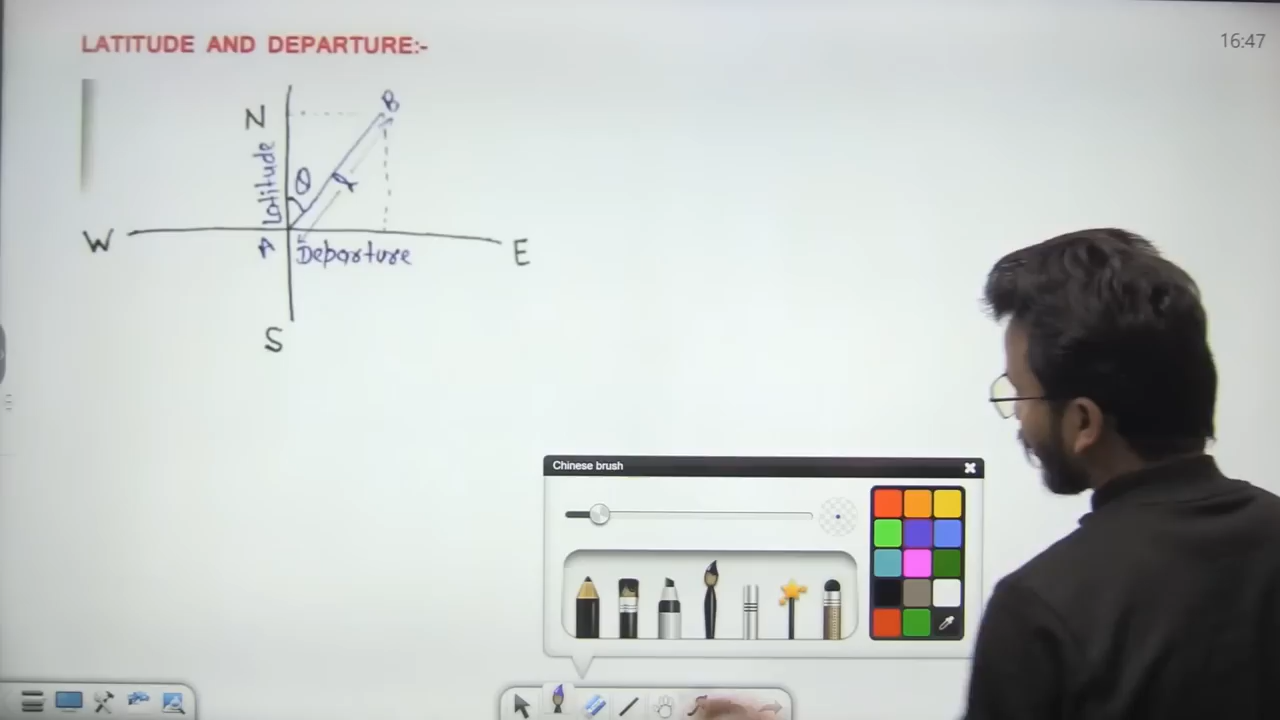 LATITUDE AND DEPARTURE:-
16:47
B
N
Latitude
θ
l
W
A
Departure
E
S
Chinese brush